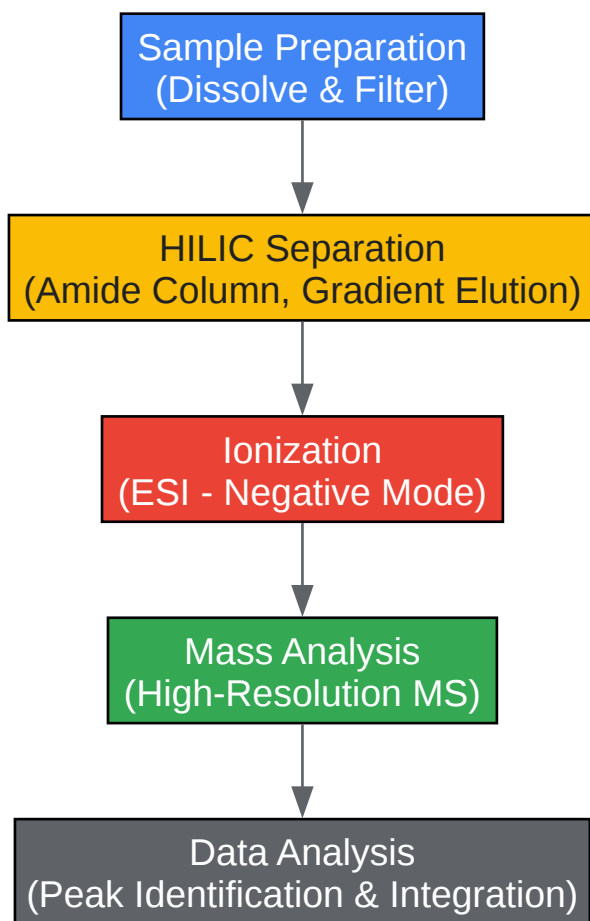 Sample Preparation
(Dissolve & Filter)
HILIC Separation
(Amide Column, Gradient Elution)
Ionization
(ESI - Negative Mode)
Mass Analysis
(High-Resolution MS)
Data Analysis
(Peak Identification & Integration)